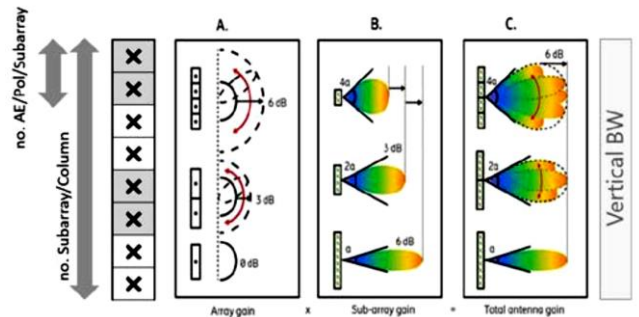 A.
B.
C.
no. AE/Pol/Subarray
no. Subarray/Column
6 dB
3 dB
0 dB
4a
2a
3 dB
a
6 dB
6 dB
4a
2a
a
Vertical BW
Array gain
x
Sub-array gain
=
Total antenna gain